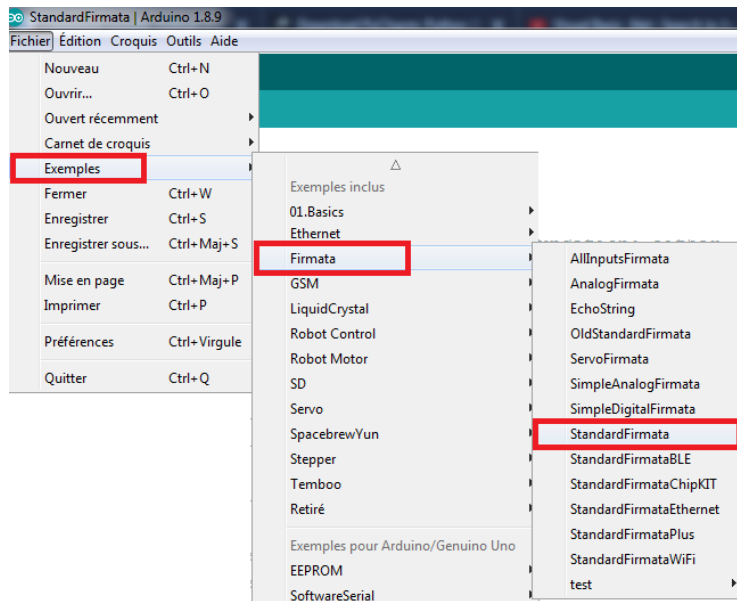 StandardFirmata | Arduino 1.8.9
Fichier Édition Croquis Outils Aide
Nouveau Ctrl+N
Ouvrir... Ctrl+O
Ouvert récemment
Carnet de croquis
Exemples
Fermer Ctrl+W
Enregistrer Ctrl+S
Enregistrer sous... Ctrl+Maj+S
Mise en page Ctrl+Maj+P
Imprimer Ctrl+P
Préférences Ctrl+Virgule
Quitter Ctrl+Q
Exemples inclus
01.Basics
Ethernet
Firmata
GSM
LiquidCrystal
Robot Control
Robot Motor
SD
Servo
SpacebrewYun
Stepper
Temboo
Retiré
Exemples pour Arduino/Genuino Uno
EEPROM
SoftwareSerial
AllInputsFirmata
AnalogFirmata
EchoString
OldStandardFirmata
ServoFirmata
SimpleAnalogFirmata
SimpleDigitalFirmata
StandardFirmata
StandardFirmataBLE
StandardFirmataChipKIT
StandardFirmataEthernet
StandardFirmataPlus
StandardFirmataWiFi
test